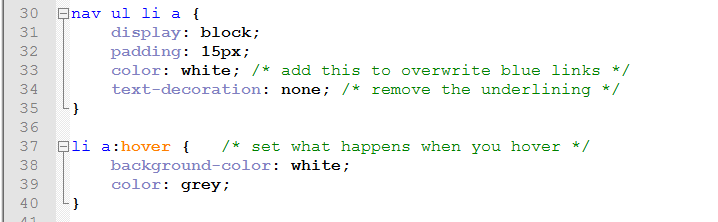 30 nav ul li a {
31 display: block;
32 padding: 15px;
33 color: white; /* add this to overwrite blue links */
34 text-decoration: none; /* remove the underlining */
35 }
36
37 li a:hover { /* set what happens when you hover */
38 background-color: white;
39 color: grey;
40 }
41